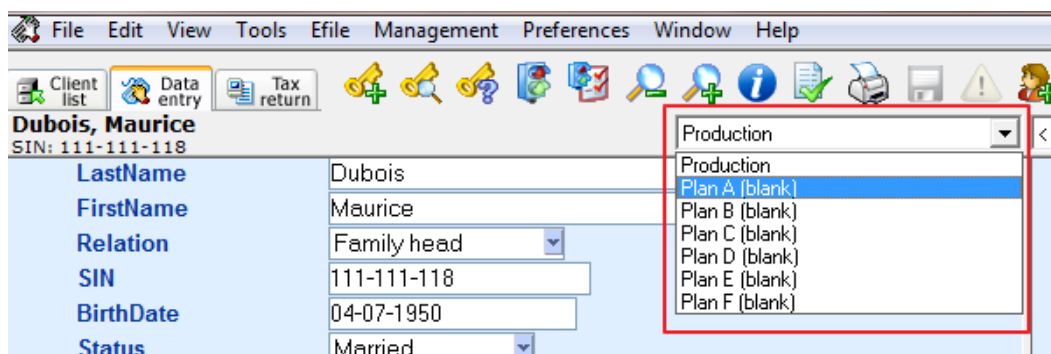 File Edit View Tools Efile Management Preferences Window Help
Client list Data entry Tax return
Dubois, Maurice
SIN: 111-111-118
Production
<
Production
Plan A (blank)
Plan B (blank)
Plan C (blank)
Plan D (blank)
Plan E (blank)
Plan F (blank)
LastName Dubois
FirstName Maurice
Relation Family head
SIN 111-111-118
BirthDate 04-07-1950
Status Married